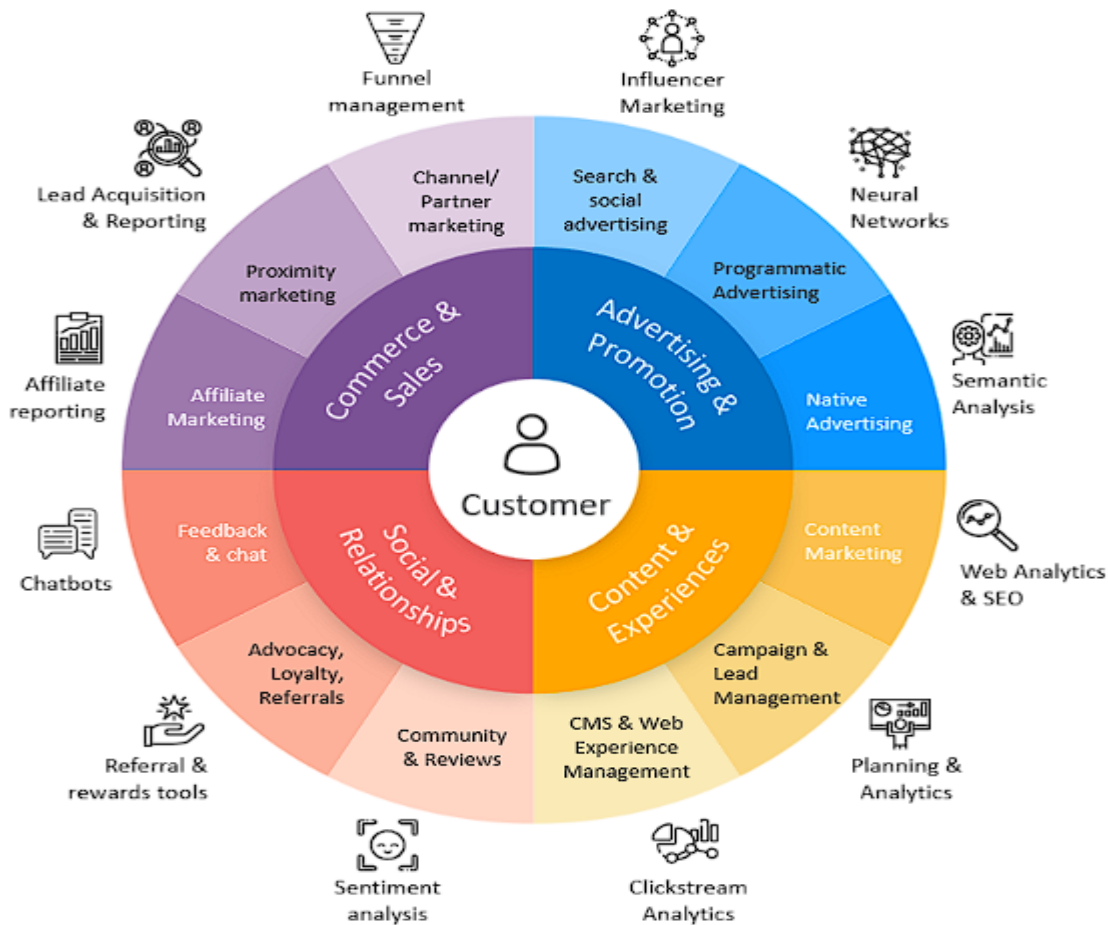 Funnel
management
Influencer
Marketing
Lead Acquisition
& Reporting
Neural
Networks
Affiliate
reporting
Semantic
Analysis
Chatbots
Web Analytics
& SEO
Referral &
rewards tools
Planning &
Analytics
Sentiment
analysis
Clickstream
Analytics
Channel/
Partner
marketing
Search &
social
advertising
Proximity
marketing
Programmatic
Advertising
Affiliate
Marketing
Native
Advertising
Feedback
& chat
Content
Marketing
Advocacy,
Loyalty,
Referrals
Campaign &
Lead
Management
Community
& Reviews
CMS & Web
Experience
Management
Commerce &
Sales
Advertising &
Promotion
Social &
Relationships
Content &
Experiences
Customer